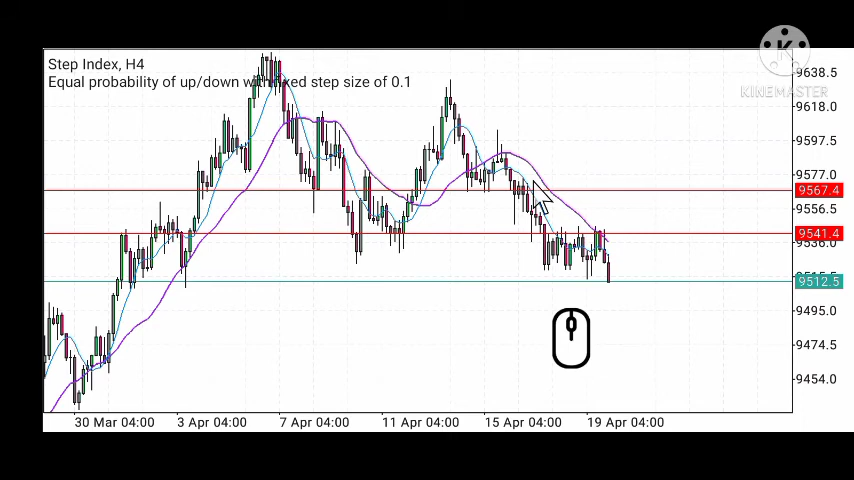 Step Index, H4
Equal probability of up/down with fixed step size of 0.1
KINEMASTER
9638.5
9618.0
9597.5
9577.0
9567.4
9556.5
9541.4
9536.0
9512.5
9495.0
9474.5
9454.0
30 Mar 04:00
3 Apr 04:00
7 Apr 04:00
11 Apr 04:00
15 Apr 04:00
19 Apr 04:00